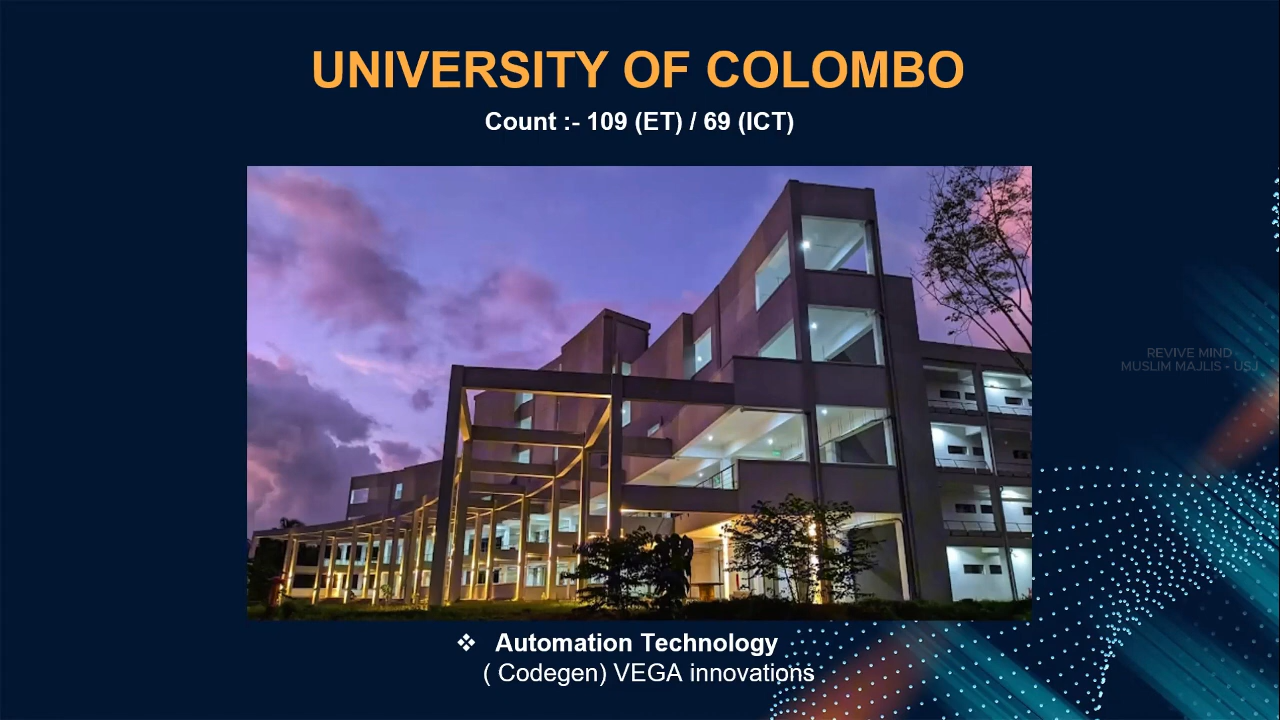 UNIVERSITY OF COLOMBO
Count :- 109 (ET) / 69 (ICT)
REVIVE MIND
MUSLIM MAJLIS - USJ
❖ Automation Technology
( Codegen) VEGA innovations